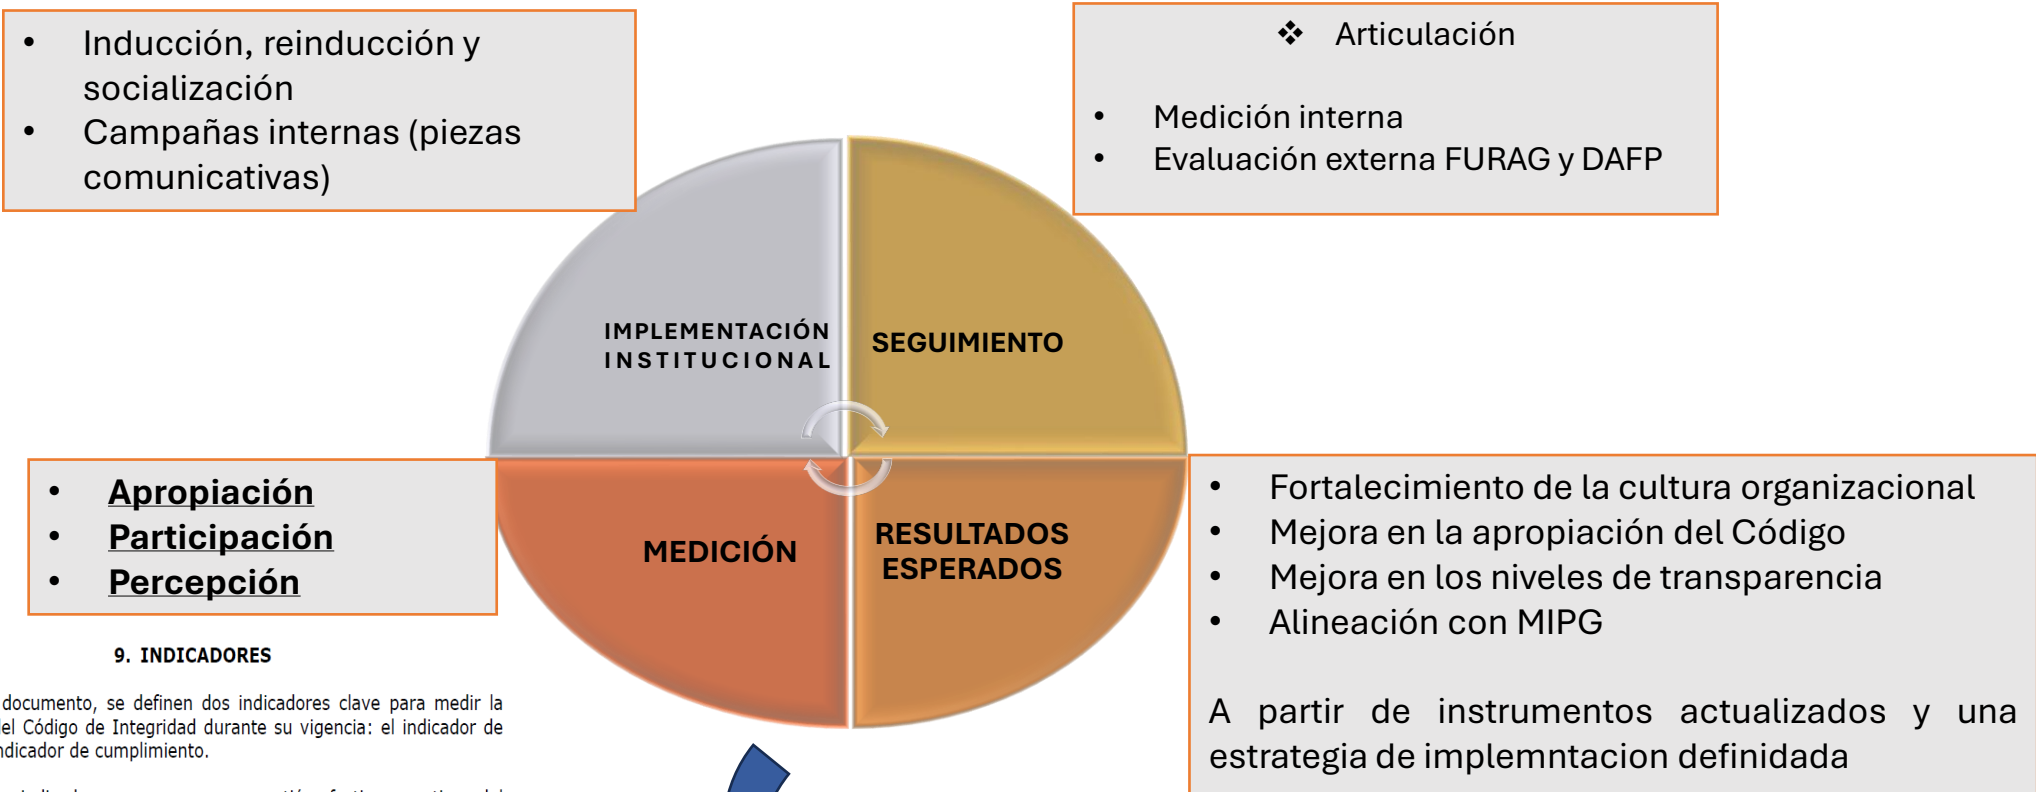 • Inducción, reinducción y
socialización
• Campañas internas (piezas
comunicativas)
❖ Articulación
• Medición interna
• Evaluación externa FURAG y DAFP
IMPLEMENTACIÓN
INSTITUCIONAL
SEGUIMIENTO
MEDICIÓN
RESULTADOS
ESPERADOS
• Apropiación
• Participación
• Percepción
• Fortalecimiento de la cultura organizacional
• Mejora en la apropiación del Código
• Mejora en los niveles de transparencia
• Alineación con MIPG
A partir de instrumentos actualizados y una
estrategia de implemntacion definidada
9. INDICADORES
documento, se definen dos indicadores clave para medir la
del Código de Integridad durante su vigencia: el indicador de
ndicador de cumplimiento.